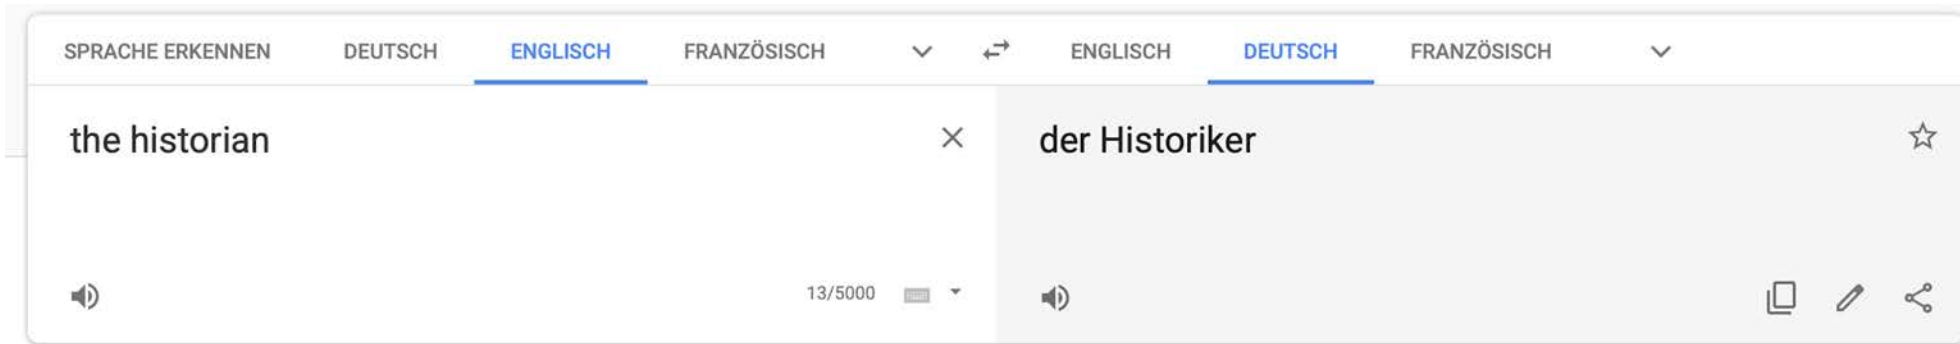 SPRACHE ERKENNEN DEUTSCH ENGLISCH FRANZÖSISCH ENGLISCH DEUTSCH FRANZÖSISCH
the historian
der Historiker
13/5000